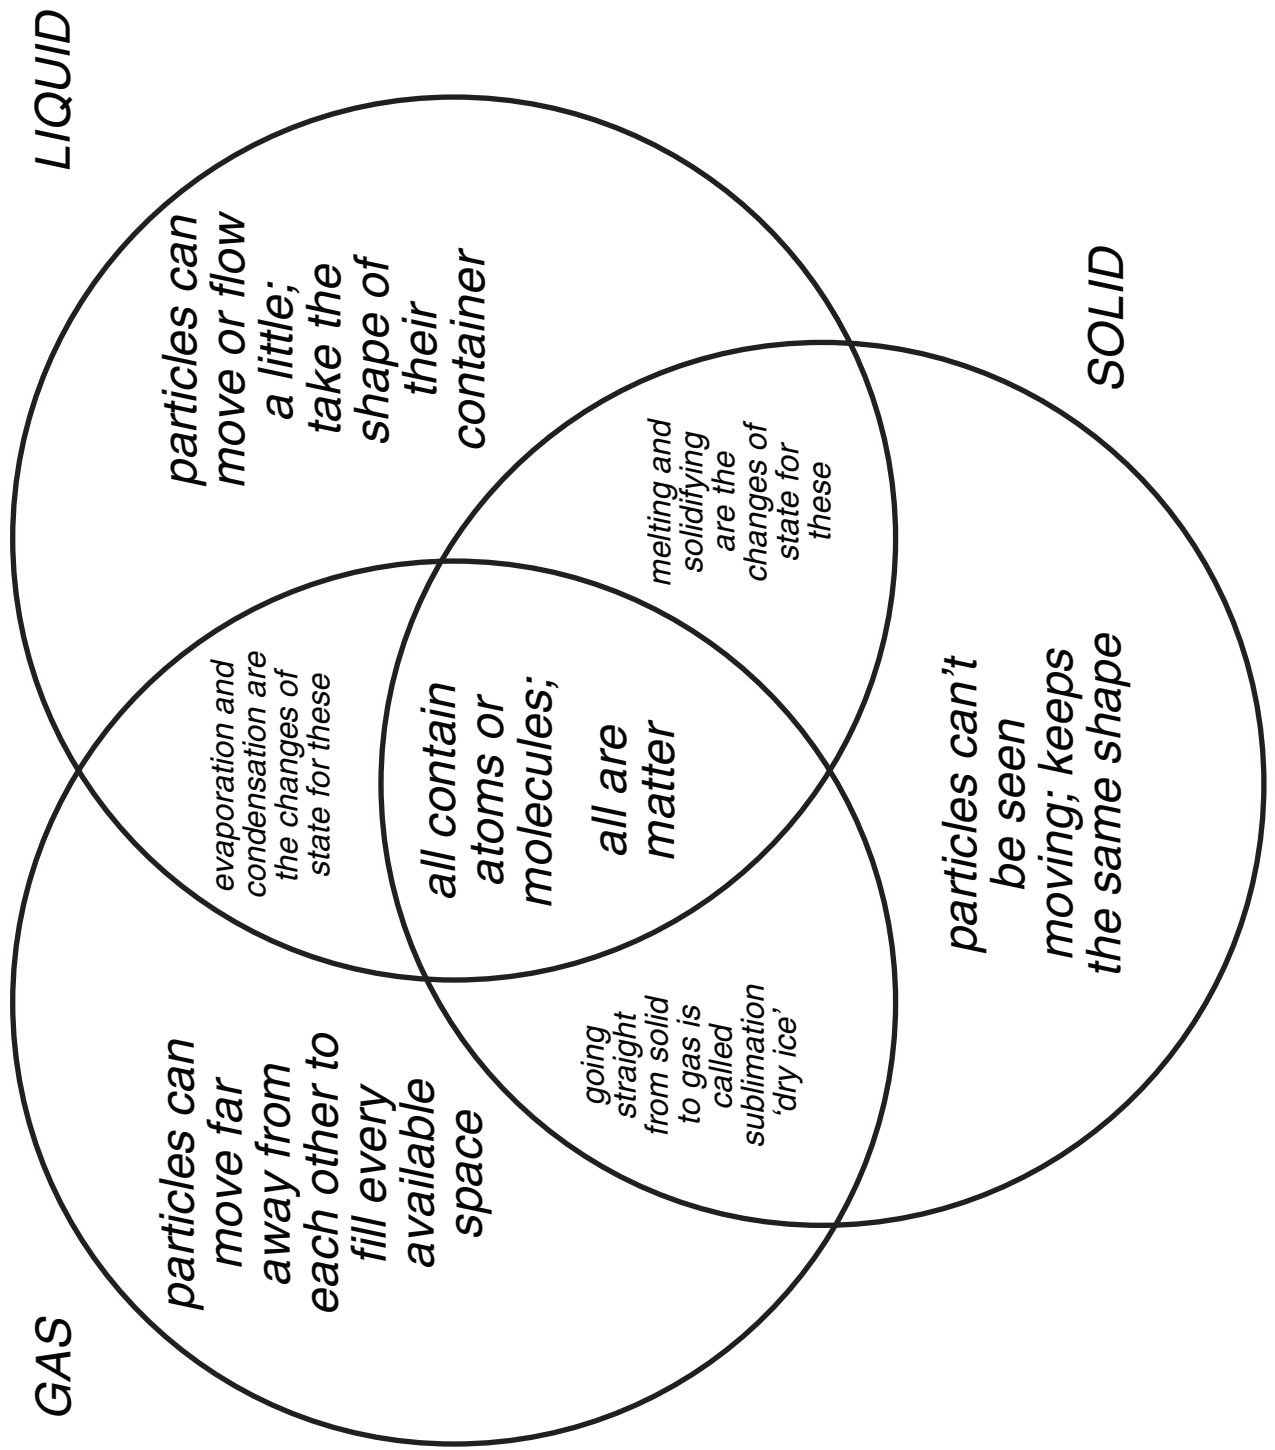 GAS
LIQUID
particles can
move far
away from
each other to
fill every
available
space
evaporation and
condensation are
the changes of
state for these
particles can
move or flow
a little;
take the
shape of
their
container
all contain
atoms or
molecules;
all are
matter
going
straight
from solid
to gas is
called
sublimation
‘dry ice’
melting and
solidifying
are the
changes of
state for
these
particles can’t
be seen
moving; keeps
the same shape
SOLID